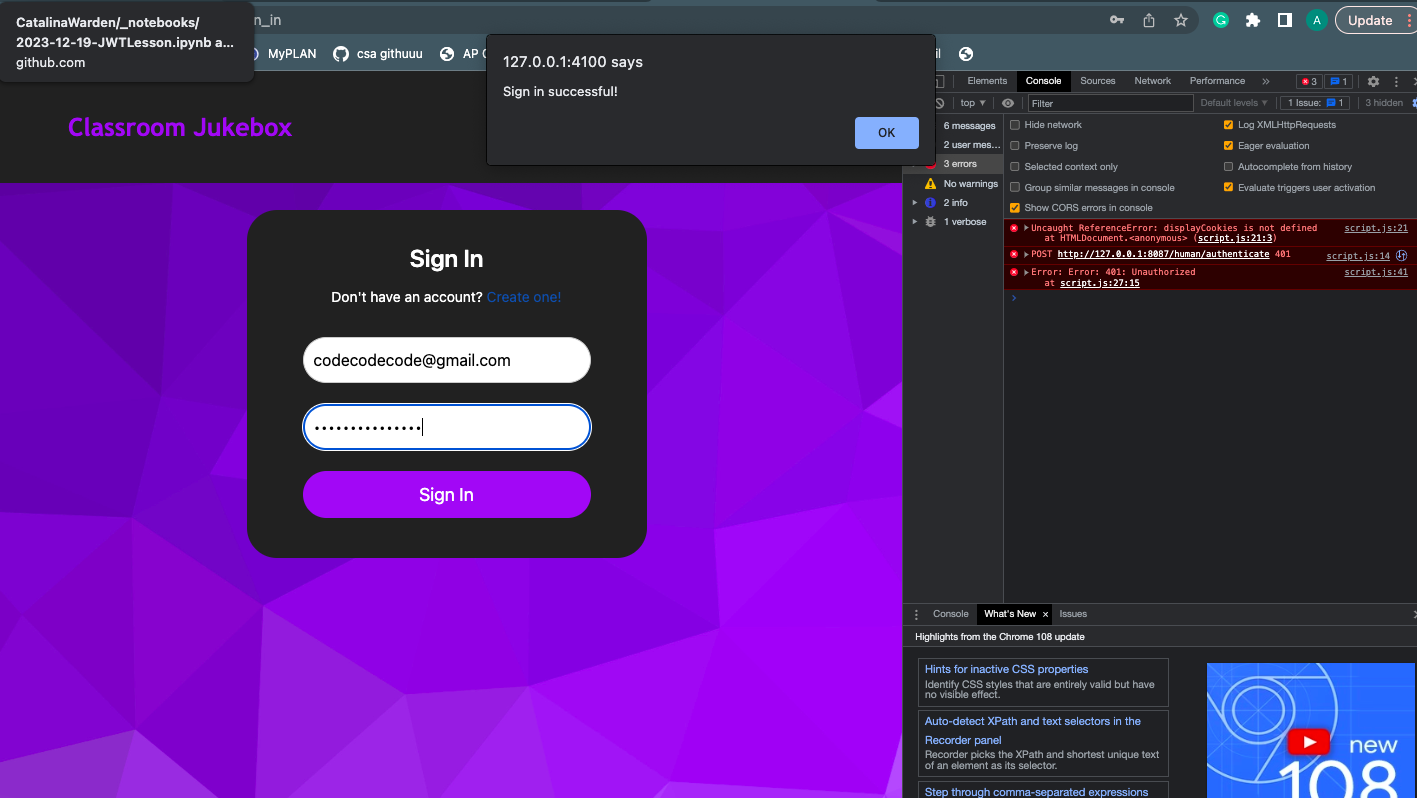 CatalinaWarden/_notebooks/
2023-12-19-JWTLesson.ipynb a...
github.com
n_in
A
Update
MyPLAN
csa githuuu
AP
127.0.0.1:4100 says
Sign in successful!
OK
Classroom Jukebox
Sign In
Don't have an account? Create one!
codecodecode@gmail.com
Sign In
Elements
Console
Sources
Network
Performance
»
3
1
top ▼
Filter
Default levels ▼
1 Issue: 1
3 hidden
6 messages
2 user mes...
3 errors
No warnings
2 info
1 verbose
Hide network
Log XMLHttpRequests
Preserve log
Eager evaluation
Selected context only
Autocomplete from history
Group similar messages in console
Evaluate triggers user activation
Show CORS errors in console
Uncaught ReferenceError: displayCookies is not defined script.js:21
at HTMLDocument.<anonymous> (script.js:21:3)
POST http://127.0.0.1:8087/human/authenticate 401 script.js:14
Error: Error: 401: Unauthorized script.js:41
at script.js:27:15
Console
What's New ×
Issues
Highlights from the Chrome 108 update
Hints for inactive CSS properties
Identify CSS styles that are entirely valid but have
no visible effect.
Auto-detect XPath and text selectors in the
Recorder panel
Recorder picks the XPath and shortest unique text
of an element as its selector.
Step through comma-separated expressions
new
108